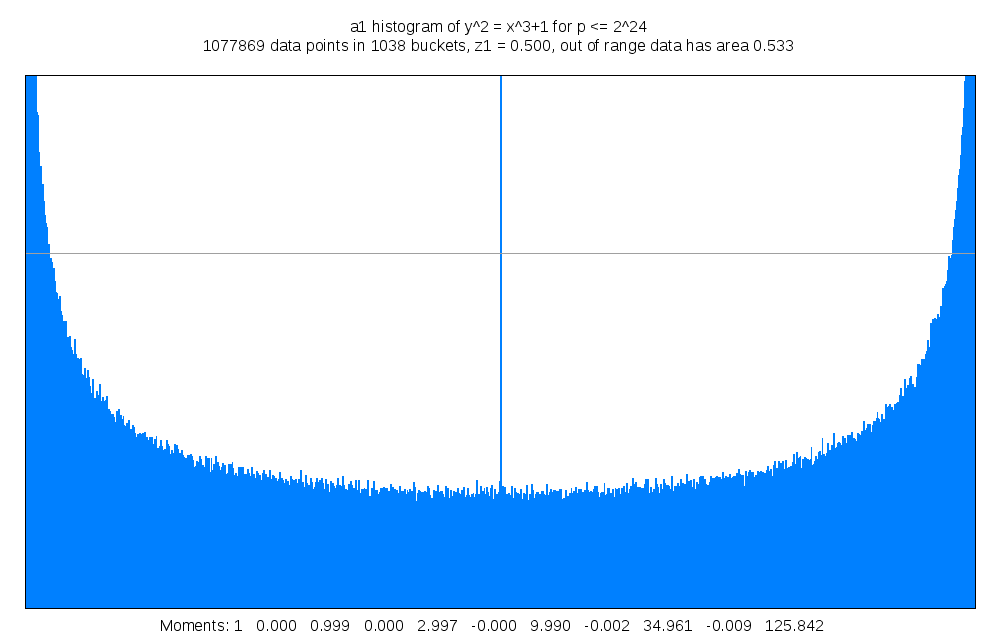 a1 histogram of y^2 = x^3+1 for p <= 2^24
1077869 data points in 1038 buckets, z1 = 0.500, out of range data has area 0.533
Moments: 1 0.000 0.999 0.000 2.997 -0.000 9.990 -0.002 34.961 -0.009 125.842